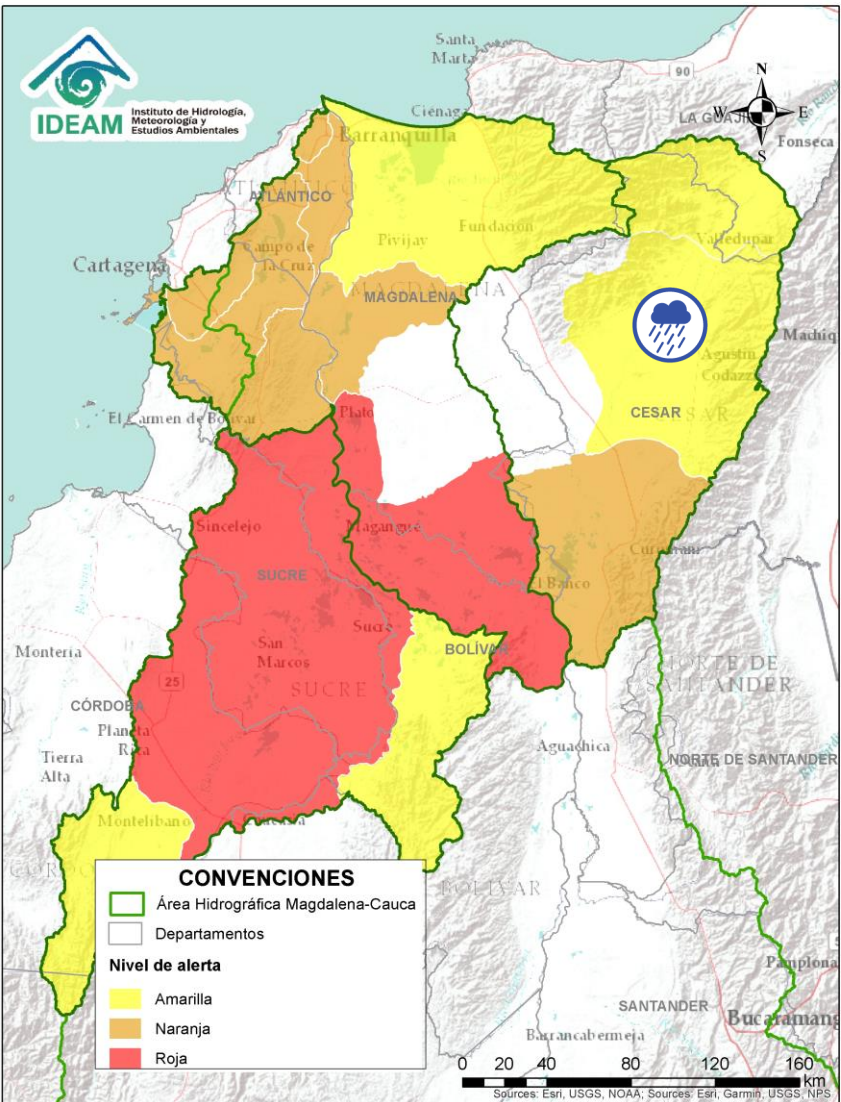 IDEAM
Instituto de Hidrología,
Meteorología y
Estudios Ambientales
Santa
Marta
90
N
W
E
S
Ciénaga
LA GUAJIRA
Barranquilla
Fonseca
ATLÁNTICO
Fundación
Pivijay
Valledupar
Campo de
la Cruz
Cartagena
MAGDALENA
MAGDALENA
Machiq
Agustín
Codazzi
El Carmen de Bolívar
Plato
CESAR
CESAR
Sincelejo
Magangué
SUCRE
El Banco
Sucre
San
Marcos
BOLÍVAR
Montería
NORTE DE
SANTANDER
SUCRE
25
CÓRDOBA
Planeta
Rica
Aguachica
Tierra
Alta
NORTE DE SANTANDER
Montelíbano
CONVENCIONES
Área Hidrográfica Magdalena-Cauca
Departamentos
Nivel de alerta
Amarilla
Naranja
Roja
BOLÍVAR
Pamplona
SANTANDER
Bucaramang
Barrancabermeja
0 20 40 80 120 160
km
Sources: Esri, USGS, NOAA; Sources: Esri, Garmin, USGS, NPS